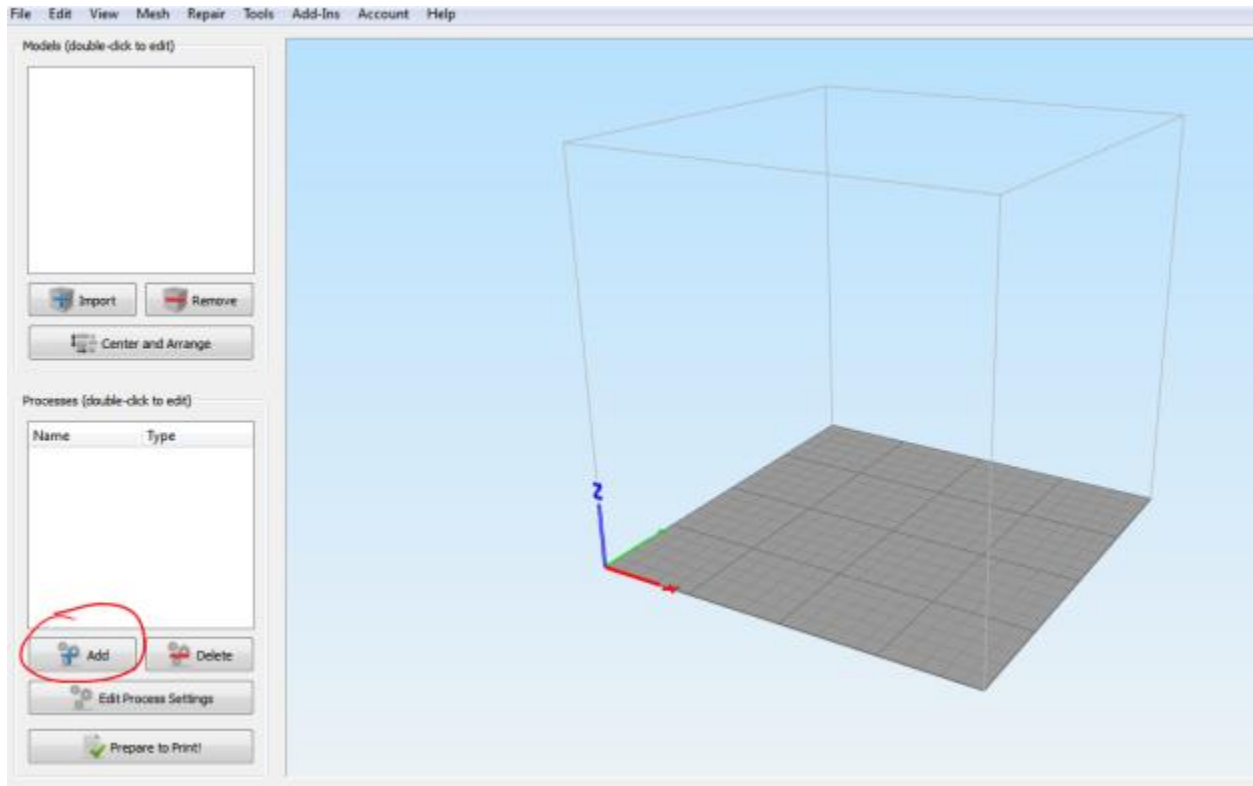 File Edit View Mesh Repair Tools Add-Ins Account Help
Models (double-click to edit)
Import Remove
Center and Arrange
Processes (double-click to edit)
Name Type
Z
Add Delete
Edit Process Settings
Prepare to Print!